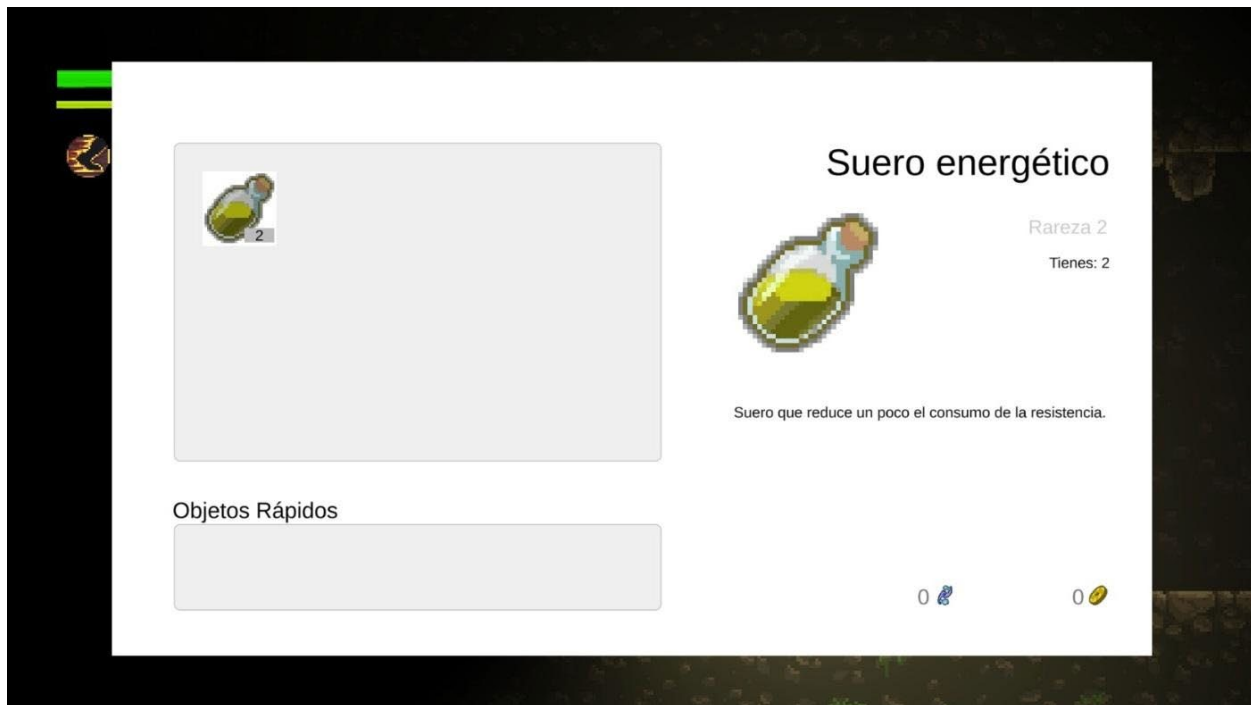 Suero energético
Rareza 2
Tienes: 2
2
Suero que reduce un poco el consumo de la resistencia.
Objetos Rápidos
0
0